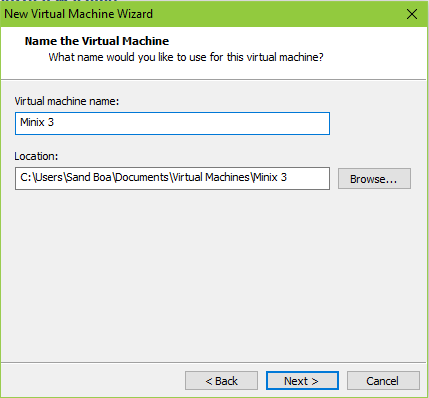 New Virtual Machine Wizard
Name the Virtual Machine
What name would you like to use for this virtual machine?
Virtual machine name:
Minix 3
Location:
C:\Users\Sand Boa\Documents\Virtual Machines\Minix 3
Browse...
< Back
Next >
Cancel